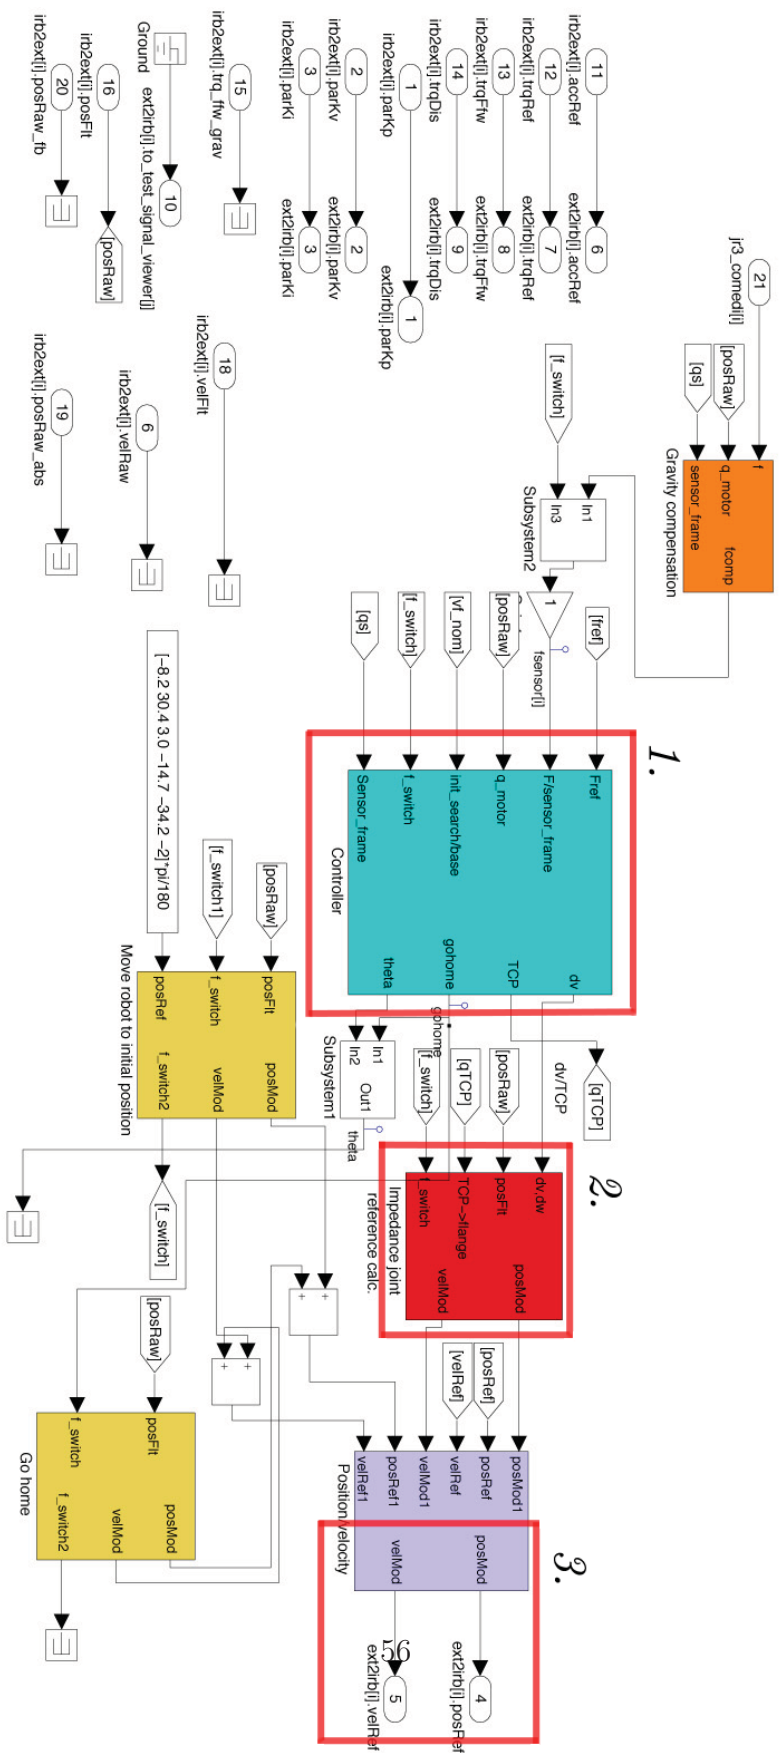 21
jr3_comedi[i]
[posRaw]
[qs]
f
q_motor
sensor_frame
fcomp
Gravity compensation
11
irb2ext[i].accRef
6
ext2irb[i].accRef
12
irb2ext[i].trqRef
7
ext2irb[i].trqRef
13
irb2ext[i].trqFfw
8
ext2irb[i].trqFfw
14
irb2ext[i].trqDis
9
ext2irb[i].trqDis
1
irb2ext[i].parKp
1
ext2irb[i].parKp
2
irb2ext[i].parKv
2
ext2irb[i].parKv
3
irb2ext[i].parKi
3
ext2irb[i].parKi
15
irb2ext[i].trq_ffw_grav
Ground
10
ext2irb[i].to_test_signal_viewer[j]
16
irb2ext[i].posFlt
[posRaw]
20
irb2ext[i].posRaw_fb
18
irb2ext[i].velFlt
6
irb2ext[i].velRaw
19
irb2ext[i].posRaw_abs
[f_switch]
In1
In3
Subsystem2
1
fsensor[i]
[fref]
[posRaw]
[vf_nom]
[f_switch]
[qs]
1.
Fref
F/sensor_frame
q_motor
init_search/base
f_switch
Sensor_frame
dv
TCP
gohome
theta
Controller
gohome
[qTCP]
dv/TCP
In1
In2
Out1
Subsystem1
theta
[posRaw]
[qTCP]
[f_switch]
2.
dv,dw
posFlt
TCP->flange
f_switch
posMod
velMod
Impedance joint
reference calc.
[posRaw]
[f_switch1]
[−8.2 30.4 3.0 −14.7 −34.2 −2]*pi/180
posFlt
f_switch
posRef
posMod
velMod
f_switch2
Move robot to initial position
[f_switch]
+
+
+
+
[posRaw]
posFlt
f_switch
posMod
velMod
f_switch2
Go home
[posRef]
[velRef]
3.
posMod1
posRef
velRef
velMod1
posRef1
velRef1
posMod
velMod
Position/velocity
4
ext2irb[i].posRef
5
ext2irb[i].velRef
56